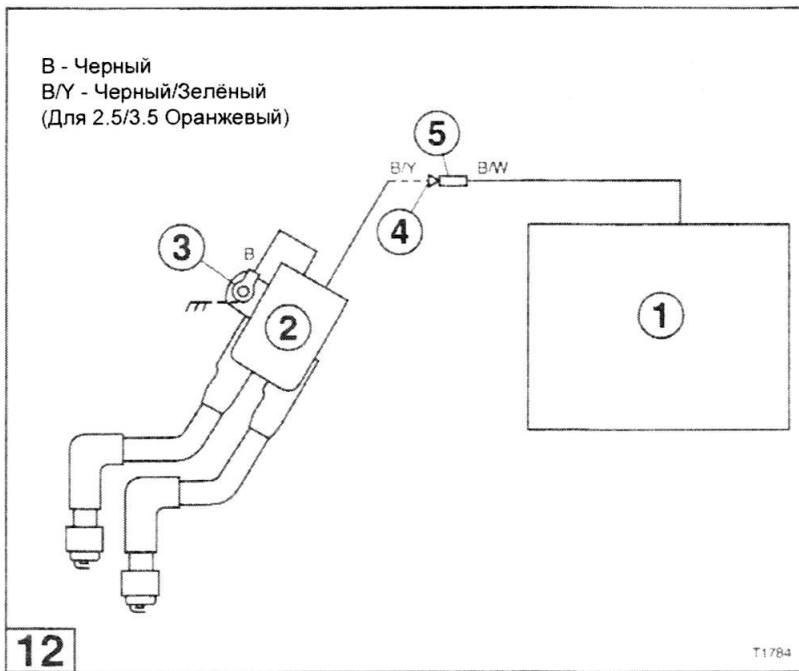 B - Черный
B/Y - Черный/Зелёный
(Для 2.5/3.5 Оранжевый)
5
B/Y
B/W
4
3
B
2
1
12
T1784